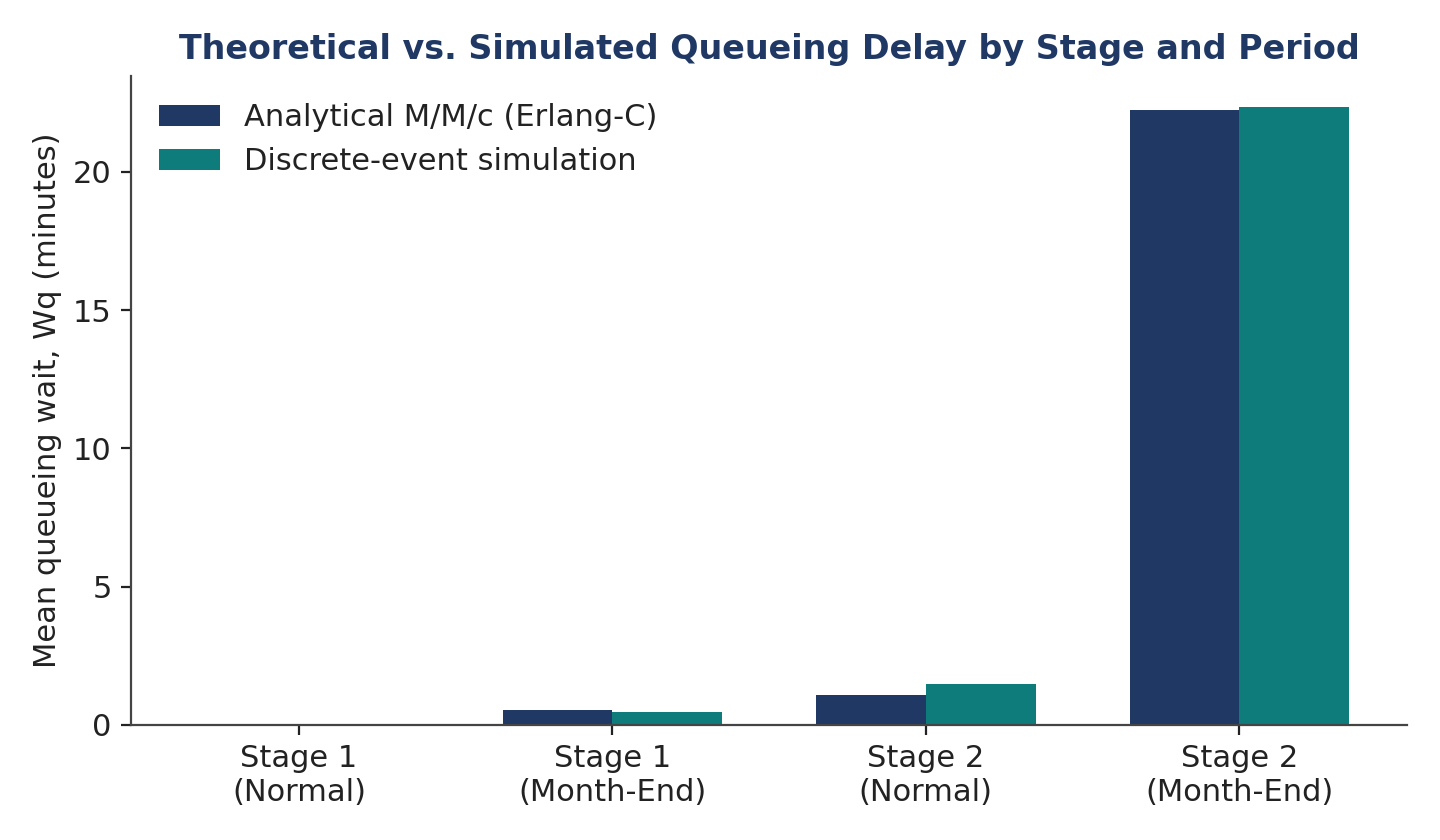 Theoretical vs. Simulated Queueing Delay by Stage and Period
Analytical M/M/c (Erlang-C)
Discrete-event simulation
Mean queueing wait, Wq (minutes)
20
15
10
5
0
Stage 1
(Normal)
Stage 1
(Month-End)
Stage 2
(Normal)
Stage 2
(Month-End)